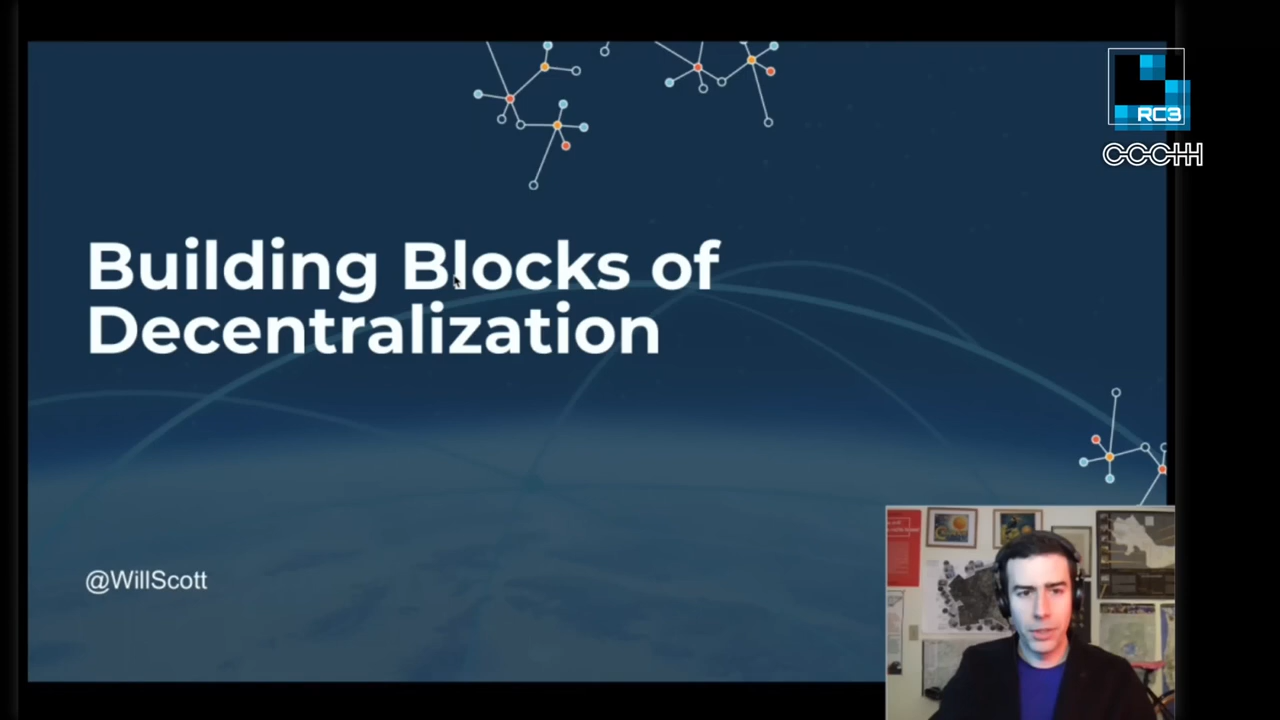 RC3
CCCHH
Building Blocks of
Decentralization
@WillScott